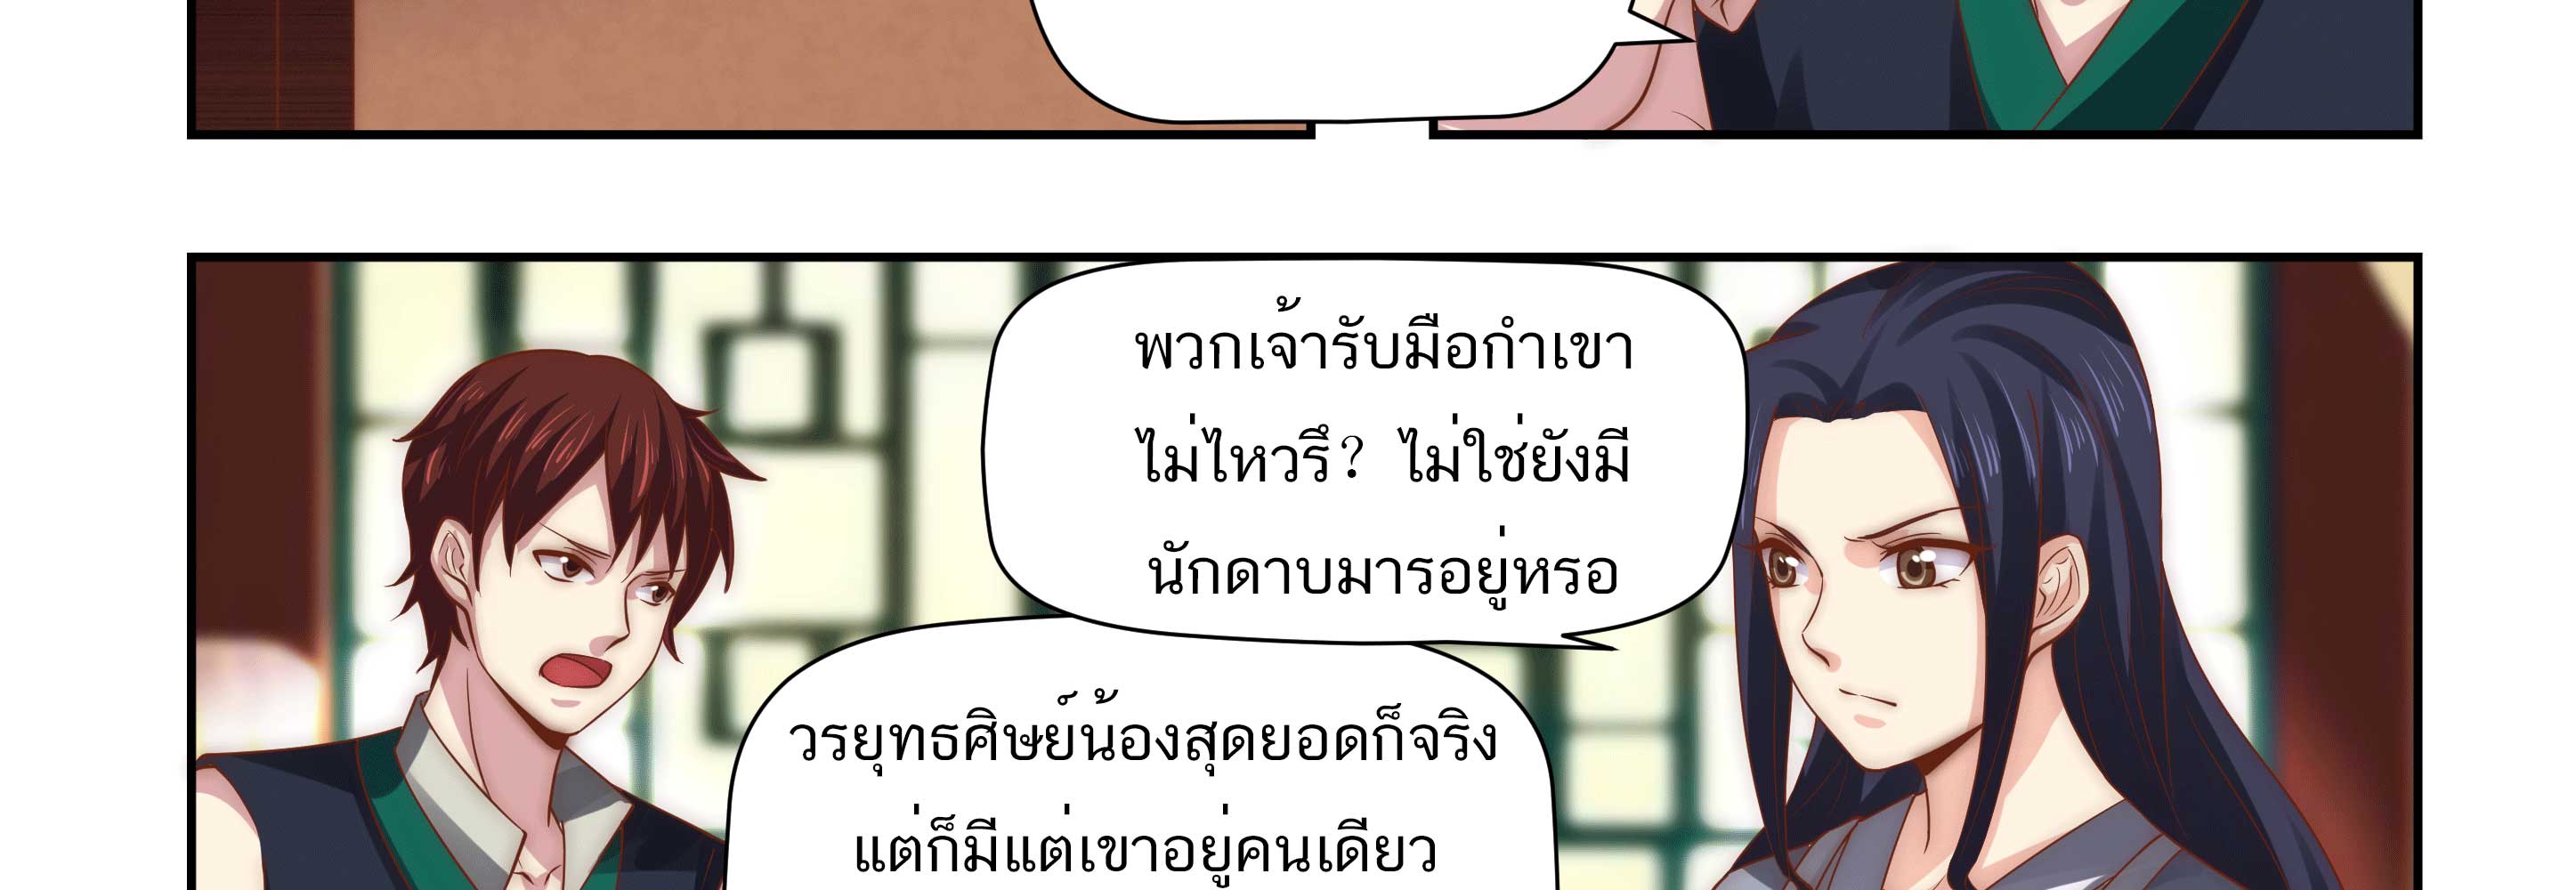 พวกเจ้ารับมือกำเขา
ไม่ไหวรึ? ไม่ใช่ยังมี
นักดาบมารอยู่หรอ
วรยุทธศิษย์น้องสุดยอดก็จริง
แต่ก็มีแต่เขาอยู่คนเดียว